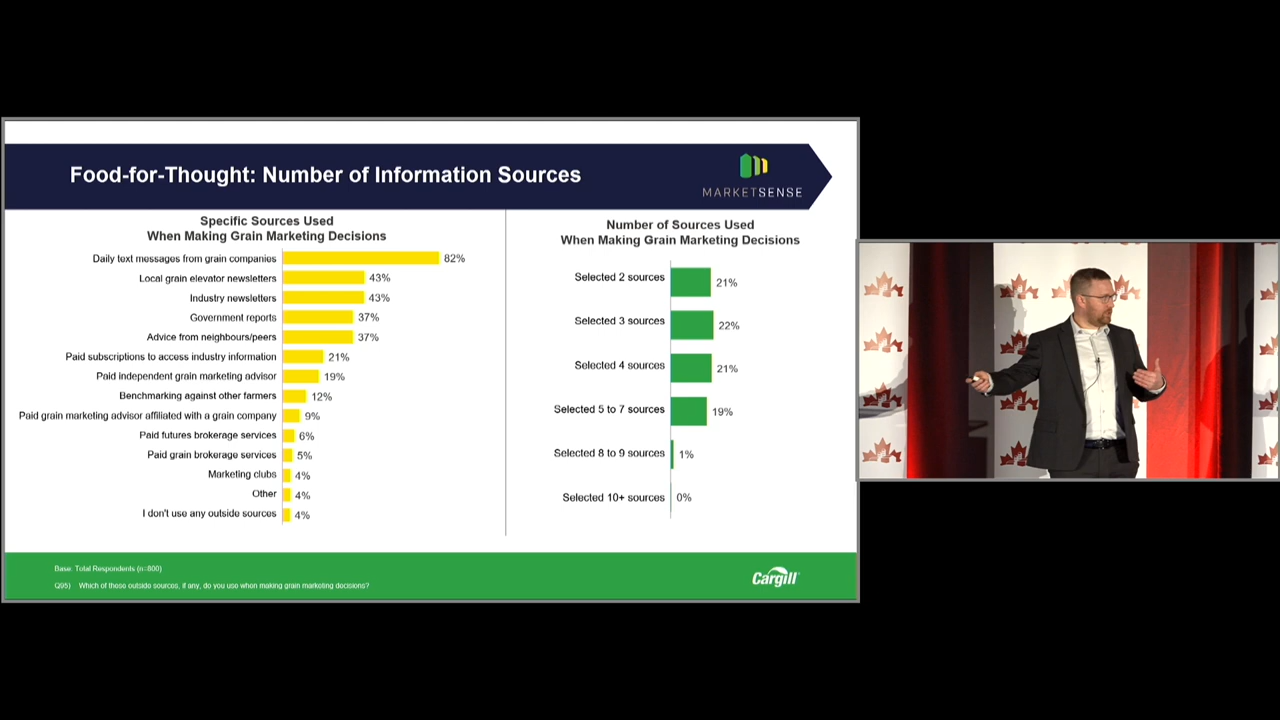 Food-for-Thought: Number of Information Sources
MARKETSENSE
Specific Sources Used
When Making Grain Marketing Decisions
Daily text messages from grain companies 82%
Local grain elevator newsletters 43%
Industry newsletters 43%
Government reports 37%
Advice from neighbours/peers 37%
Paid subscriptions to access industry information 21%
Paid independent grain marketing advisor 19%
Benchmarking against other farmers 12%
Paid grain marketing advisor affiliated with a grain company 9%
Paid futures brokerage services 6%
Paid grain brokerage services 5%
Marketing clubs 4%
Other 4%
I don't use any outside sources 4%
Number of Sources Used
When Making Grain Marketing Decisions
Selected 2 sources 21%
Selected 3 sources 22%
Selected 4 sources 21%
Selected 5 to 7 sources 19%
Selected 8 to 9 sources 1%
Selected 10+ sources 0%
Base: Total Respondents (n=800)
Q95) Which of these outside sources, if any, do you use when making grain marketing decisions?
Cargill